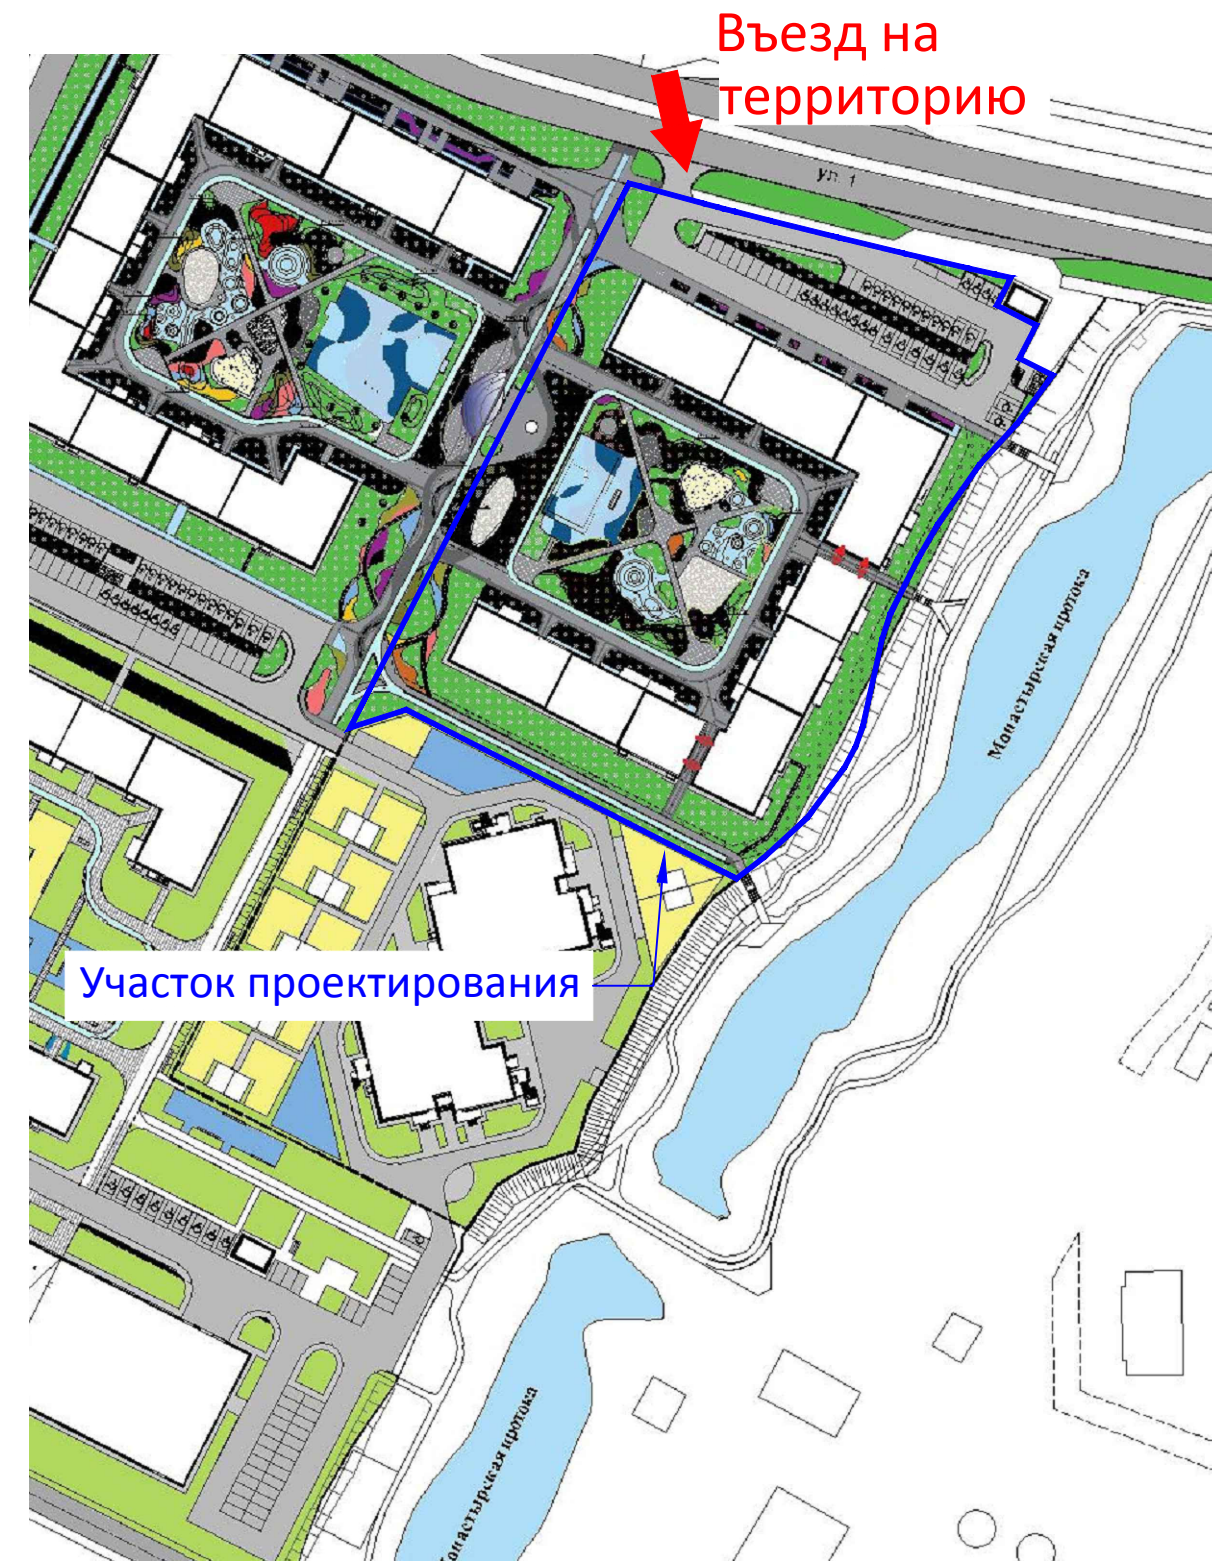 Въезд на
территорию
ул. 1
Монастырская протока
Участок проектирования
Монастырская протока